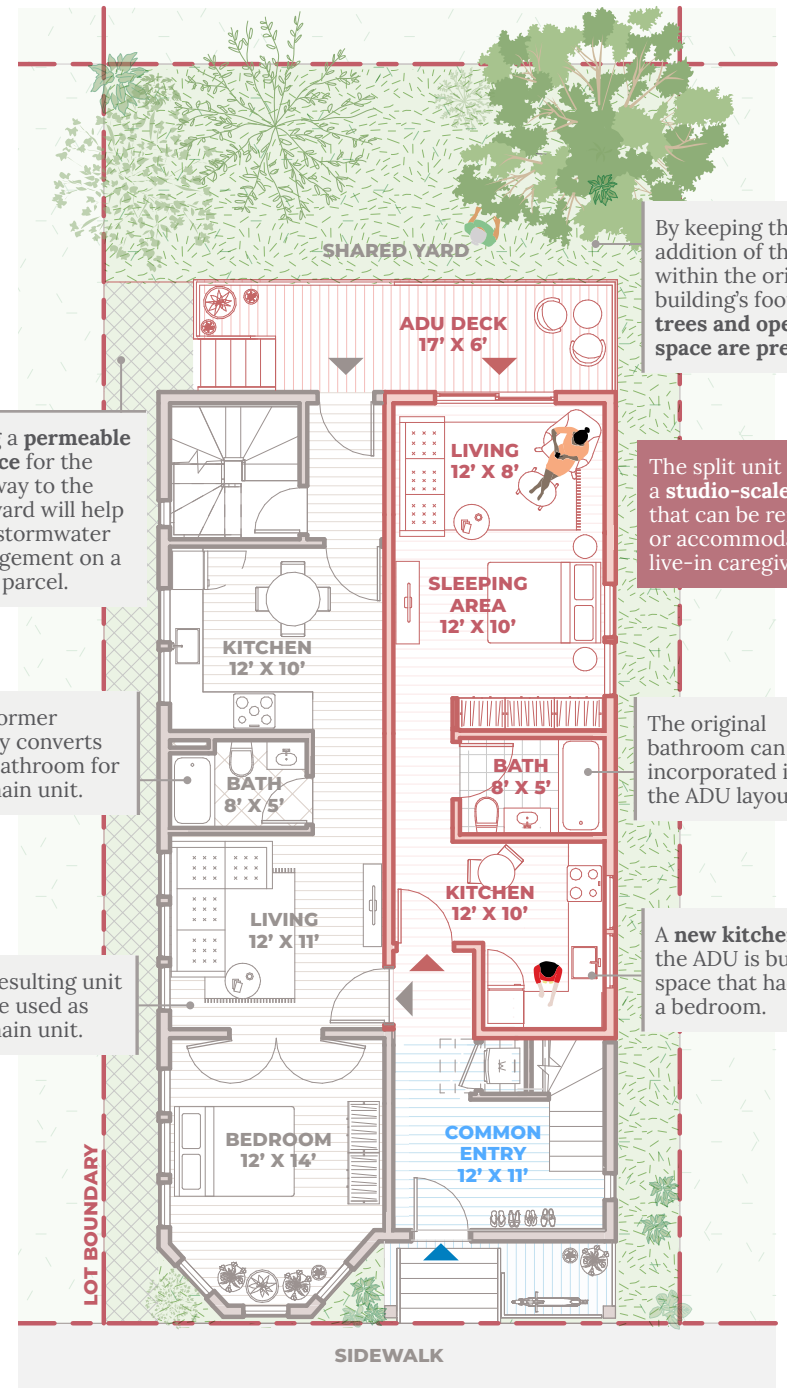 SHARED YARD
By keeping th
addition of th
within the ori
building’s foo
trees and ope
space are pre
ADU DECK
17’ X 6’
a permeable
ce for the
way to the
yard will help
stormwater
gement on a
parcel.
LIVING
12’ X 8’
The split unit
a studio-scale
that can be re
or accommoda
live-in caregiv
SLEEPING
AREA
12’ X 10’
KITCHEN
12’ X 10’
ormer
y converts
athroom for
ain unit.
BATH
8’ X 5’
BATH
8’ X 5’
The original
bathroom can
incorporated i
the ADU layou
KITCHEN
12’ X 10’
LIVING
12’ X 11’
A new kitche
the ADU is bu
space that ha
a bedroom.
esulting unit
e used as
ain unit.
BEDROOM
12’ X 14’
COMMON
ENTRY
12’ X 11’
LOT BOUNDARY
SIDEWALK